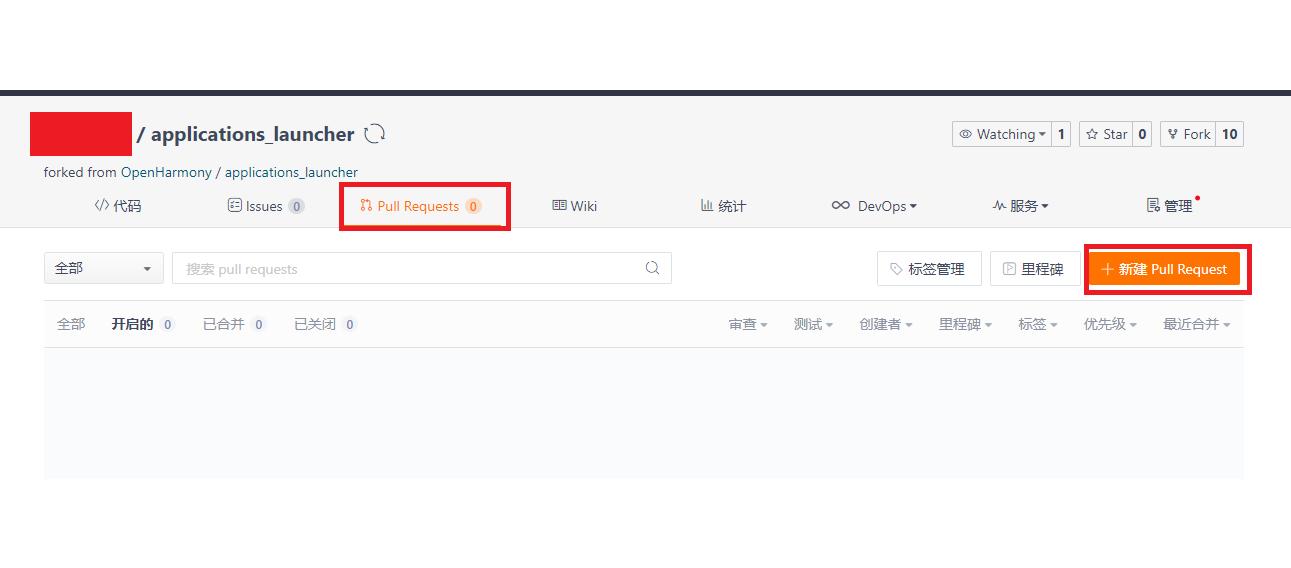 / applications_launcher
Watching 1 Star 0 Fork 10
forked from OpenHarmony / applications_launcher
代码 Issues 0 Pull Requests 0 Wiki 统计 DevOps 服务 管理
全部 搜索 pull requests 标签管理 里程碑 + 新建 Pull Request
全部 开启的 0 已合并 0 已关闭 0 审查 测试 创建者 里程碑 标签 优先级 最近合并